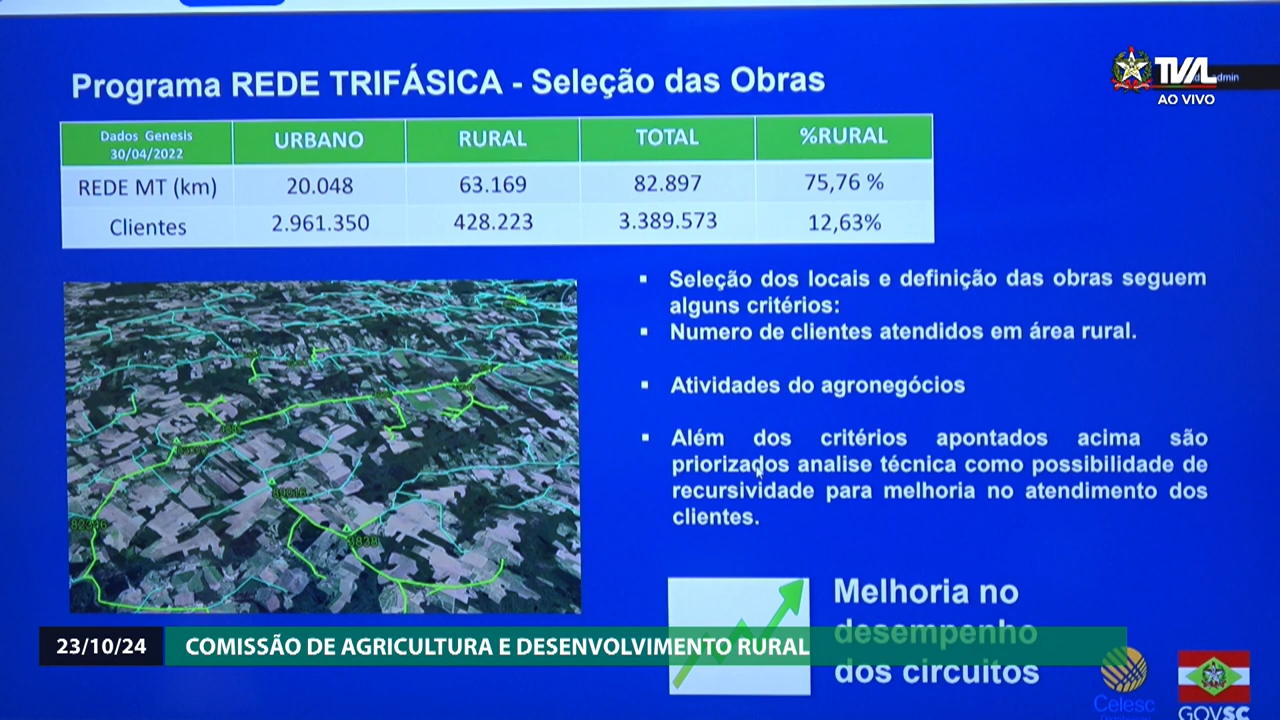 Programa REDE TRIFÁSICA - Seleção das Obras
TVAL
admin
AO VIVO
Dados Genesis
30/04/2022
URBANO RURAL TOTAL %RURAL
REDE MT (km) 20.048 63.169 82.897 75,76 %
Clientes 2.961.350 428.223 3.389.573 12,63%
▪ Seleção dos locais e definição das obras seguem
alguns critérios:
▪ Numero de clientes atendidos em área rural.
▪ Atividades do agronegócios
▪ Além dos critérios apontados acima são
priorizados analise técnica como possibilidade de
recursividade para melhoria no atendimento dos
clientes.
Melhoria no
desempenho
dos circuitos
23/10/24 COMISSÃO DE AGRICULTURA E DESENVOLVIMENTO RURAL
Celesc
GOVSC